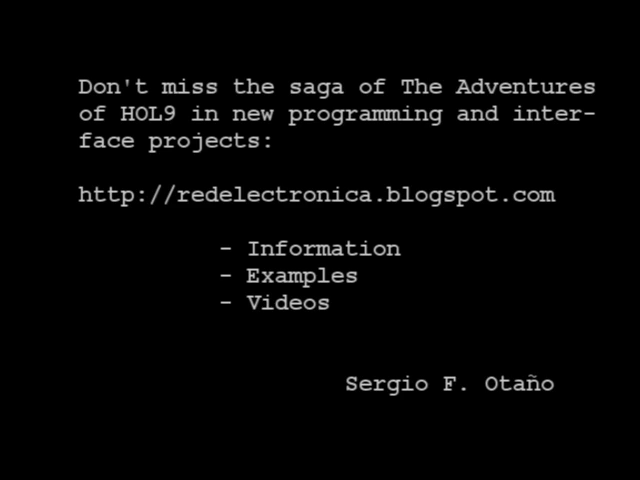 Don't miss the saga of The Adventures
of HOL9 in new programming and inter-
face projects:
http://redelectronica.blogspot.com
- Information
- Examples
- Videos
Sergio F. Otaño